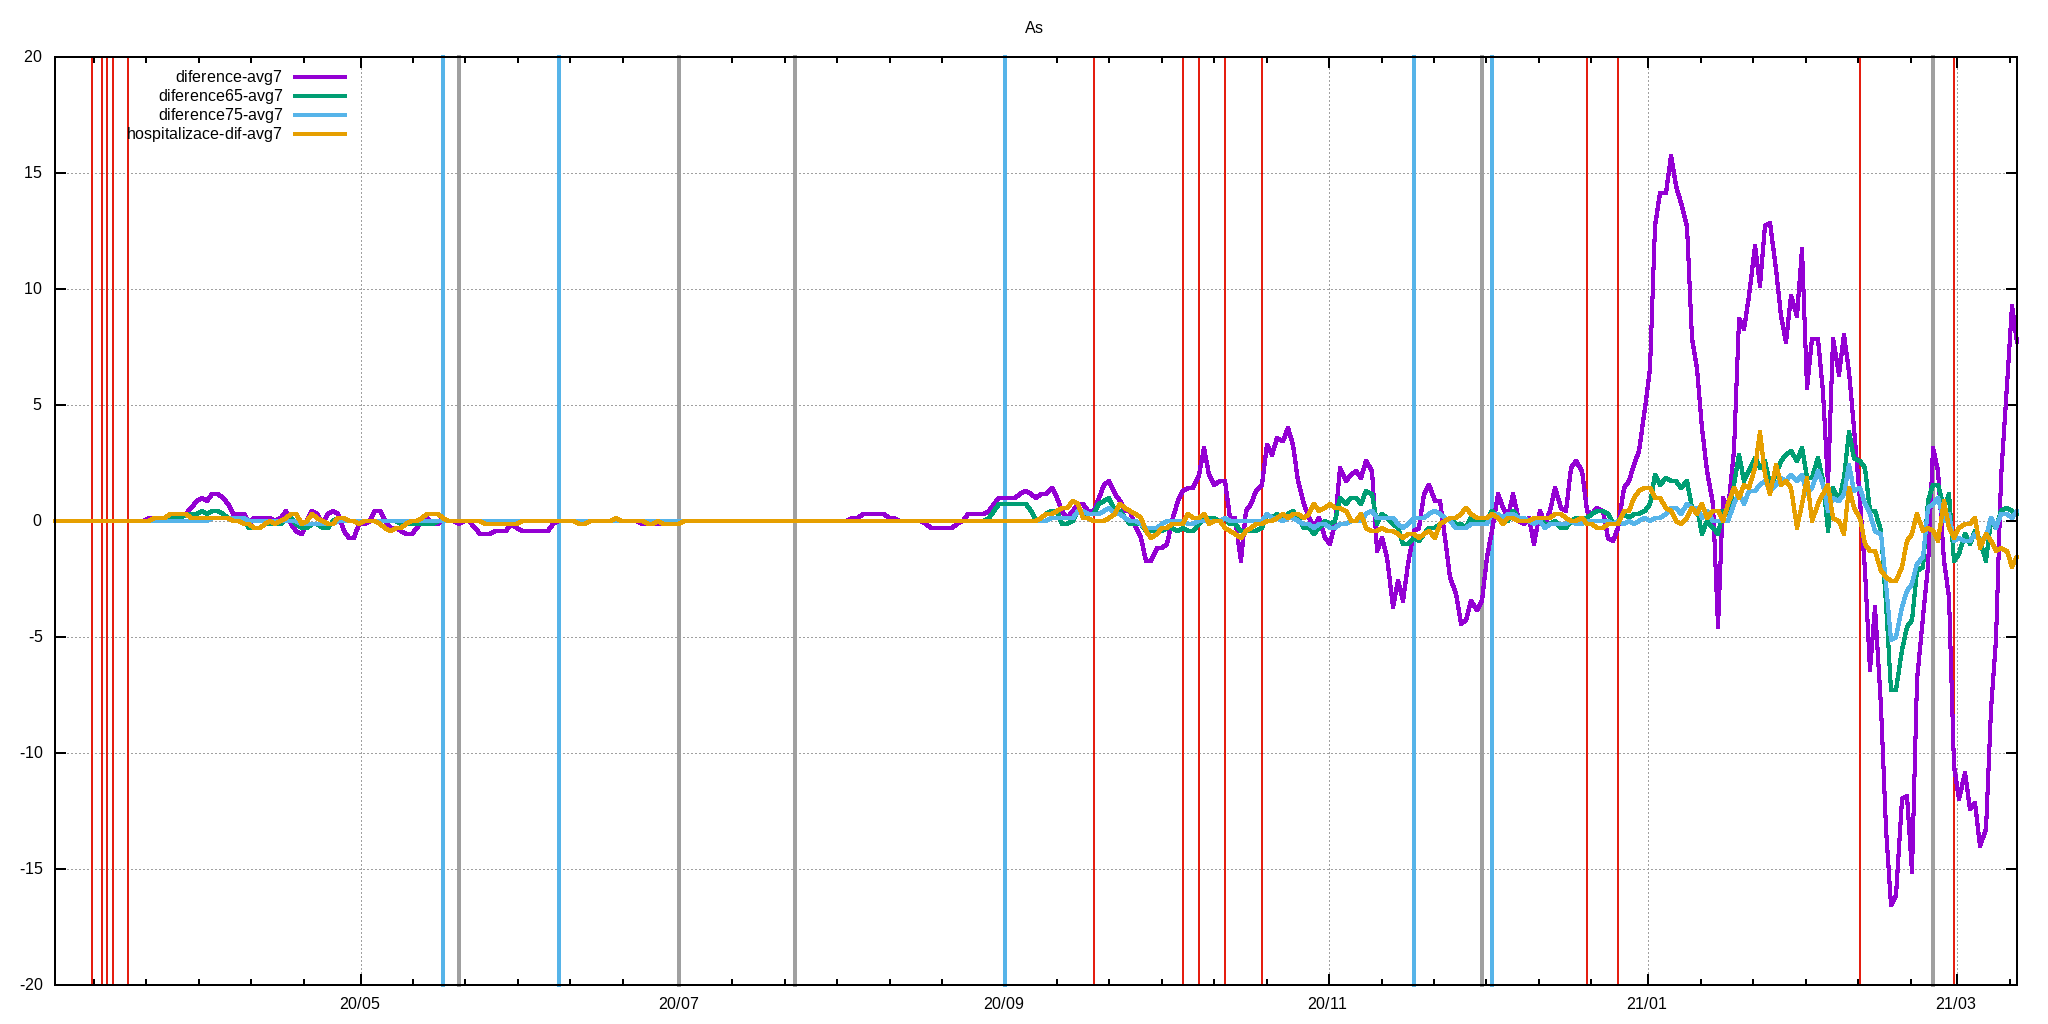 As
20
diference-avg7
diference65-avg7
diference75-avg7
hospitalizace-dif-avg7
15
10
5
0
-5
-10
-15
-20
20/05 20/07 20/09 20/11 21/01 21/03